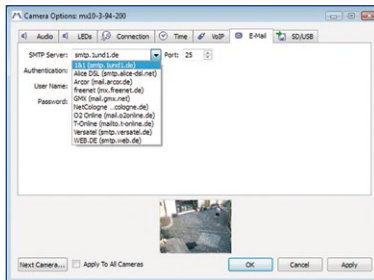 Camera Options: mx10-3-94-200
Audio LEDs Connection Time VoIP E-Mail SD/USB
SMTP Server: smtp.1und1.de Port: 25
1&1 (smtp.1und1.de)
Authentication: Alice DSL (smtp.alice-dsl.net)
Arcor (mail.arcor.de)
User Name: freenet (mx.freenet.de)
GMX (mail.gmx.net)
Password: NetCologne ...cologne.de)
O2 Online (mail.o2online.de)
T-Online (mailto.t-online.de)
Versatel (smtp.versatel.de)
WEB.DE (smtp.web.de)
Next Camera... Apply To All Cameras OK Cancel Apply